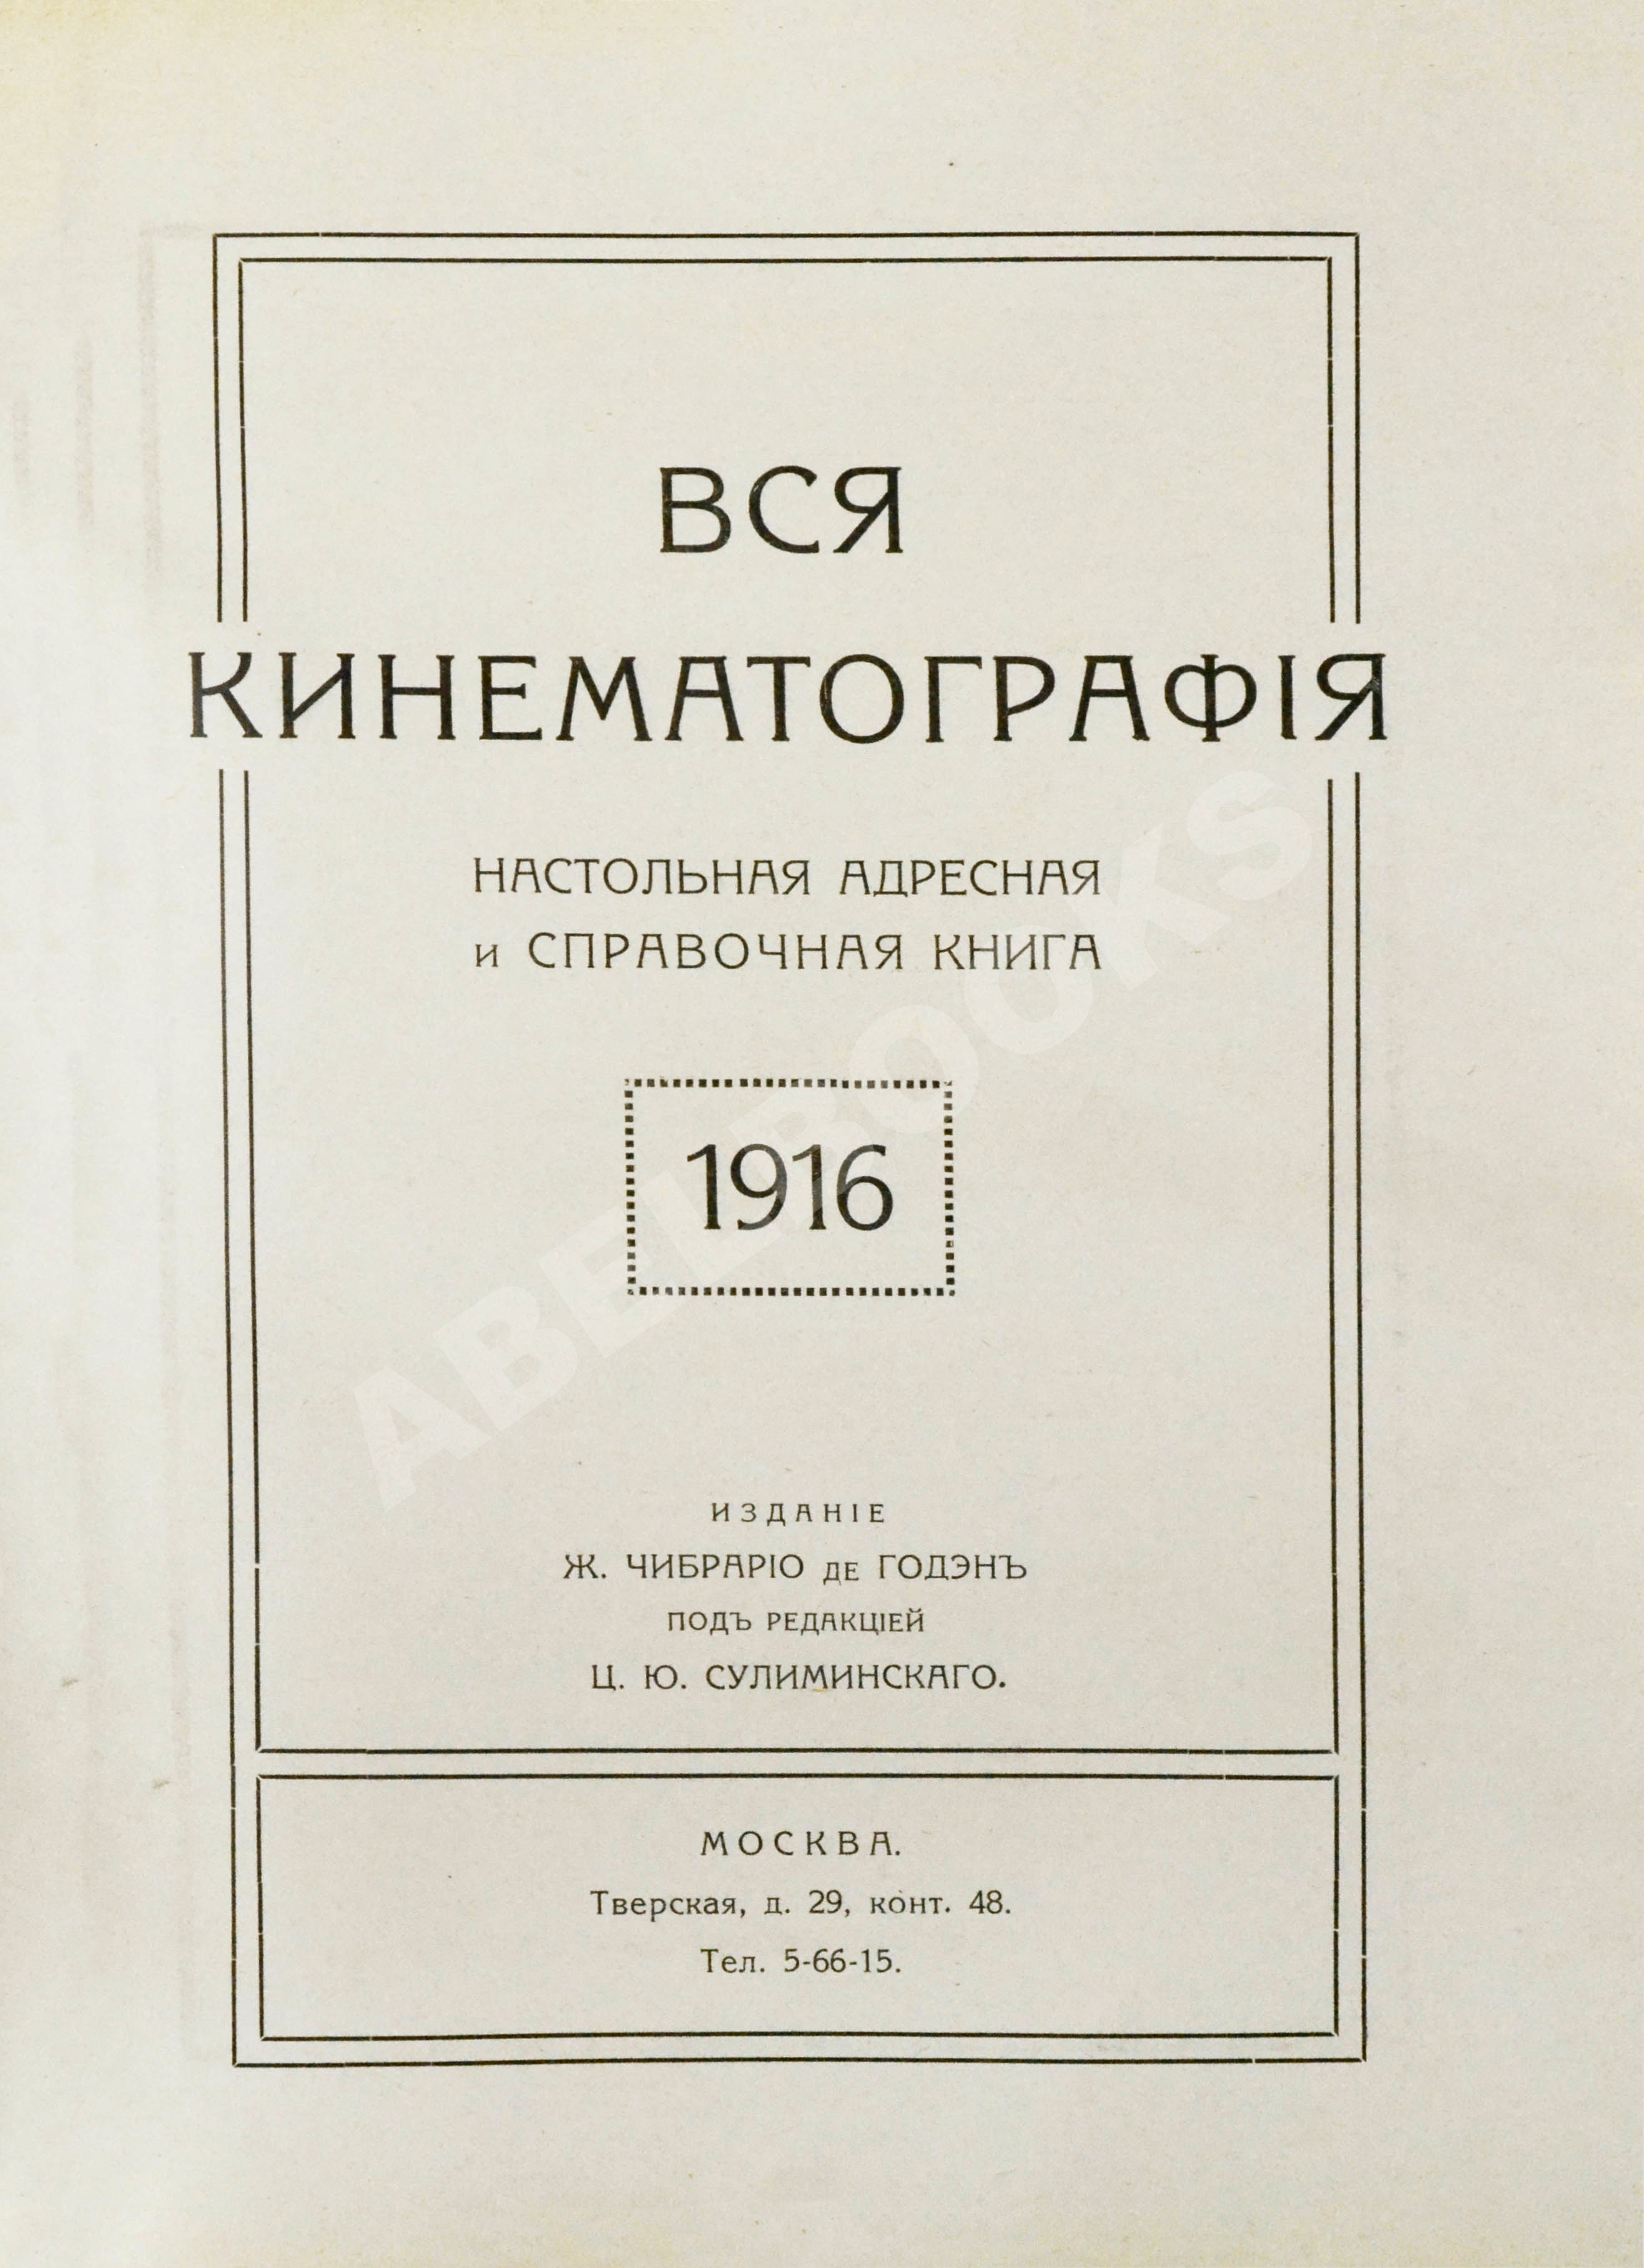 ВСЯ
КИНЕМАТОГРАФІЯ
НАСТОЛЬНАЯ АДРЕСНАЯ
и СПРАВОЧНАЯ КНИГА
1916
ИЗДАНІЕ
Ж. ЧИБРАРІО ДЕ ГОДЭНЪ
ПОДЪ РЕДАКЦІЕЙ
Ц. Ю. СУЛИМИНСКАГО.
МОСКВА.
Тверская, д. 29, конт. 48.
Тел. 5-66-15.
ABELBOOKS